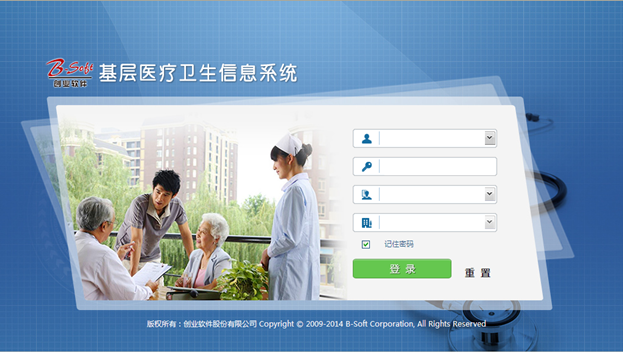 B-Soft
创业软件
基层医疗卫生信息系统
记住密码
登 录
重 置
版权所有：创业软件股份有限公司 Copyright © 2009-2014 B-Soft Corporation, All Rights Reserved